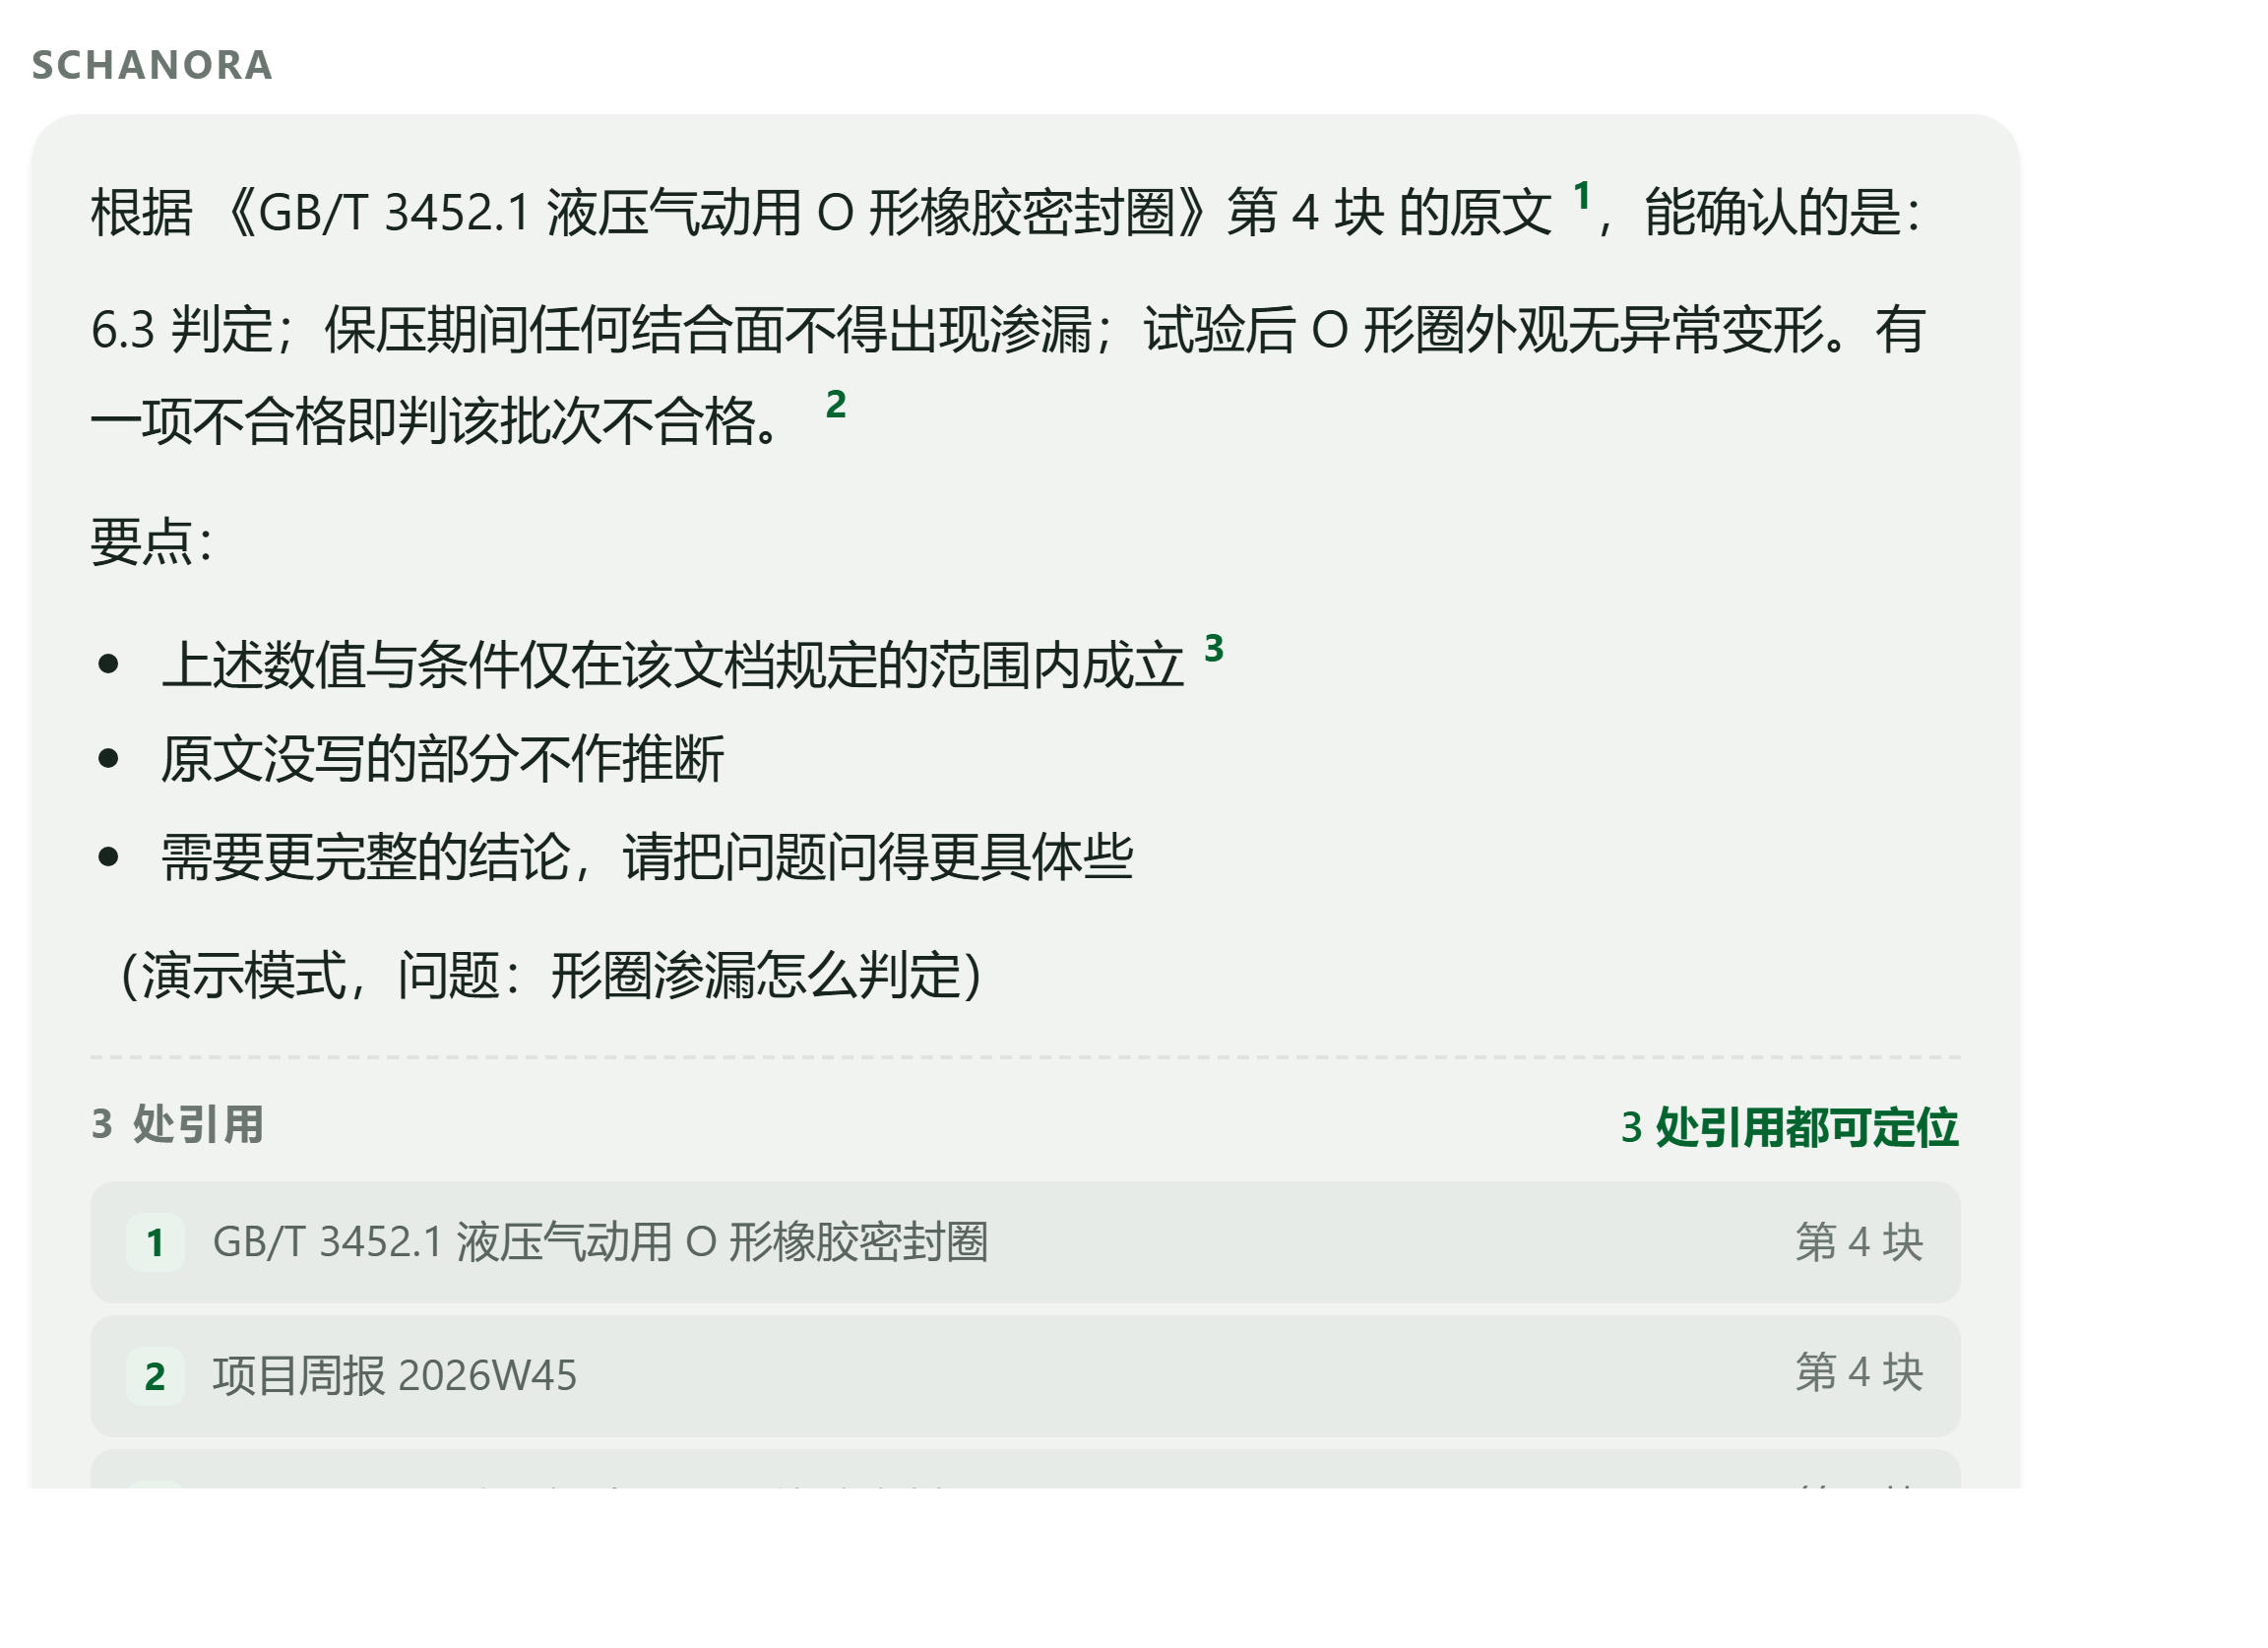 SCHANORA
根据 《GB/T 3452.1 液压气动用 O 形橡胶密封圈》第 4 块 的原文 1，能确认的是：
6.3 判定；保压期间任何结合面不得出现渗漏；试验后 O 形圈外观无异常变形。有
一项不合格即判该批次不合格。 2
要点：
• 上述数值与条件仅在该文档规定的范围内成立 3
• 原文没写的部分不作推断
• 需要更完整的结论，请把问题问得更具体些
（演示模式，问题：形圈渗漏怎么判定）
3 处引用 3 处引用都可定位
1 GB/T 3452.1 液压气动用 O 形橡胶密封圈 第 4 块
2 项目周报 2026W45 第 4 块